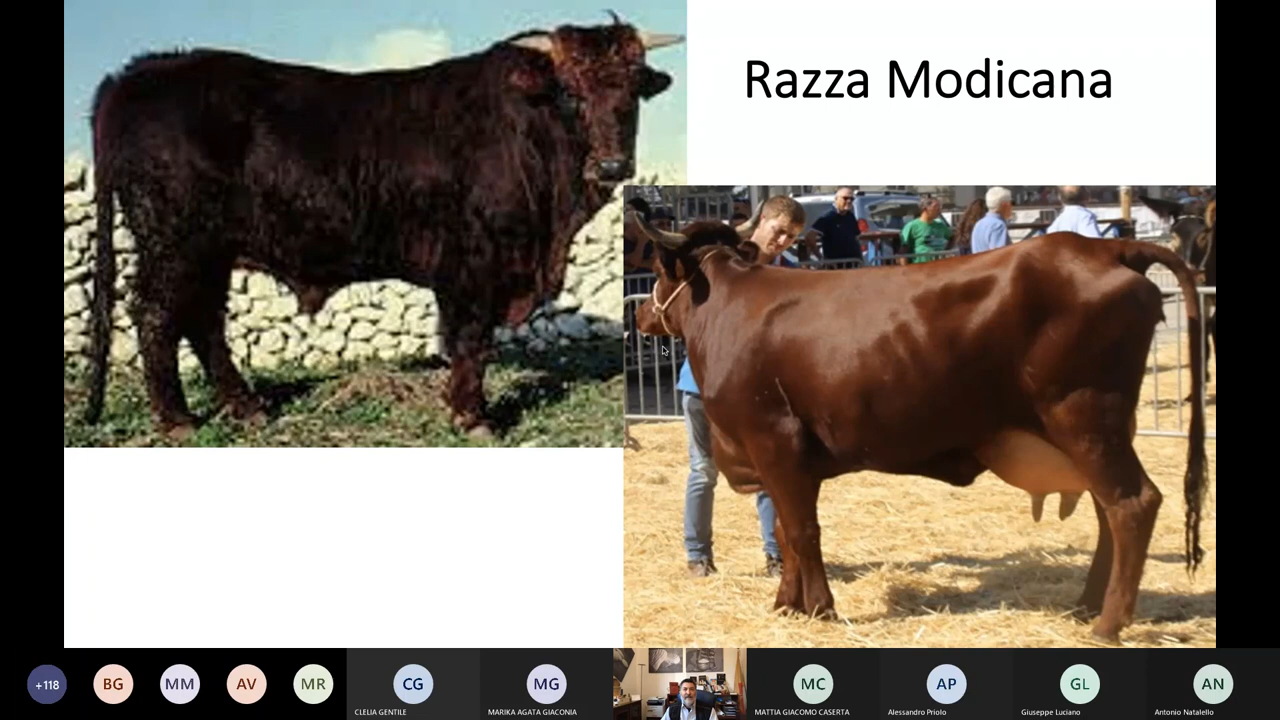 Razza Modicana
+118
BG
MM
AV
MR
CG
CLELIA GENTILE
MG
MARIKA AGATA GIACONIA
MC
MATTIA GIACOMO CASERTA
AP
Alessandro Priolo
GL
Giuseppe Luciano
AN
Antonio Natalello